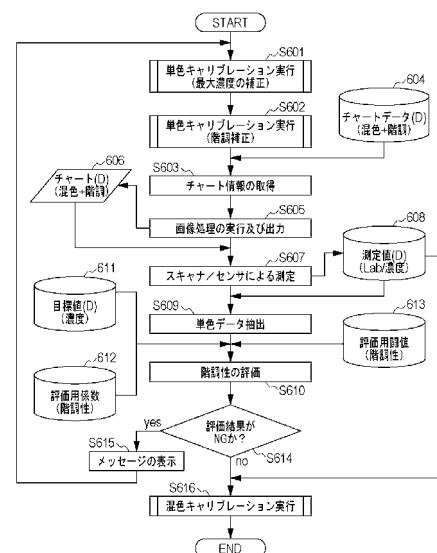 START
S601
単色キャリブレーション実行
(最大濃度の補正)
S602
単色キャリブレーション実行
(階調補正)
604
チャートデータ(D)
(混色+階調)
S603
チャート情報の取得
606
チャート(D)
(混色+階調)
S605
画像処理の実行及び出力
608
測定値(D)
(Lab/濃度)
S607
スキャナ/センサによる測定
611
目標値(D)
(濃度)
S609
単色データ抽出
613
評価用閾値
(階調性)
612
評価用係数
(階調性)
階調性の評価
S610
yes
評価結果が
NGか?
S614
S615
メッセージの表示
no
S616
混色キャリブレーション実行
END